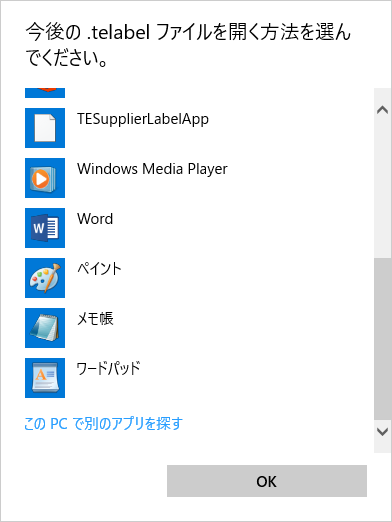 今後の .telabel ファイルを開く方法を選ん
でください。
TESupplierLabelApp
Windows Media Player
Word
ペイント
メモ帳
ワードパッド
この PC で別のアプリを探す
OK